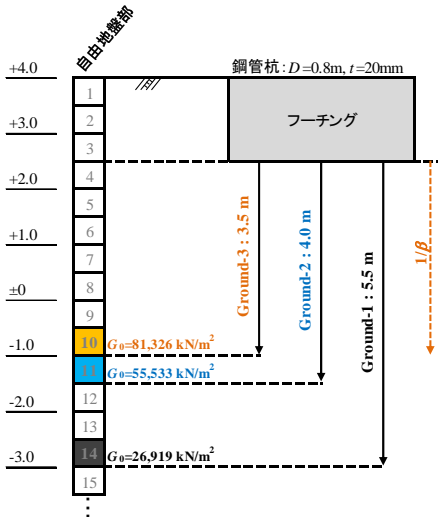 自由地盤部
鋼管杭：D=0.8m, t=20mm
フーチング
+4.0
+3.0
+2.0
+1.0
±0
-1.0
-2.0
-3.0
1
2
3
4
5
6
7
8
9
10
11
12
13
14
15
G₀=81,326 kN/m²
G₀=55,533 kN/m²
G₀=26,919 kN/m²
Ground-3 : 3.5 m
Ground-2 : 4.0 m
Ground-1 : 5.5 m
1/β